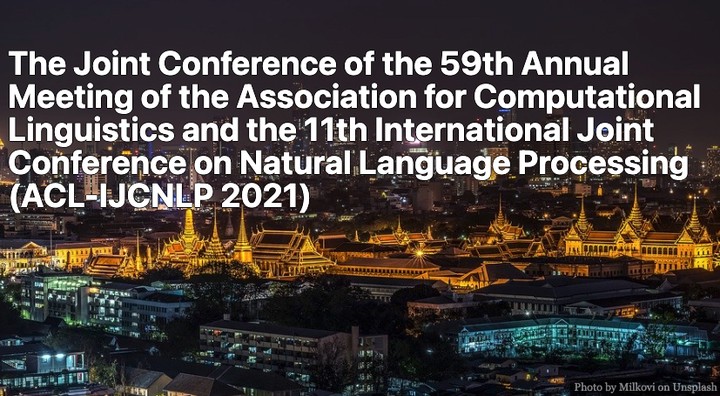 The Joint Conference of the 59th Annual
Meeting of the Association for Computational
Linguistics and the 11th International Joint
Conference on Natural Language Processing
(ACL-IJCNLP 2021)
Photo by Milkovi on Unsplash